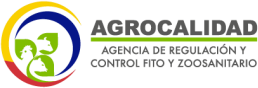 AGROCALIDAD
AGENCIA DE REGULACIÓN Y
CONTROL FITO Y ZOOSANITARIO